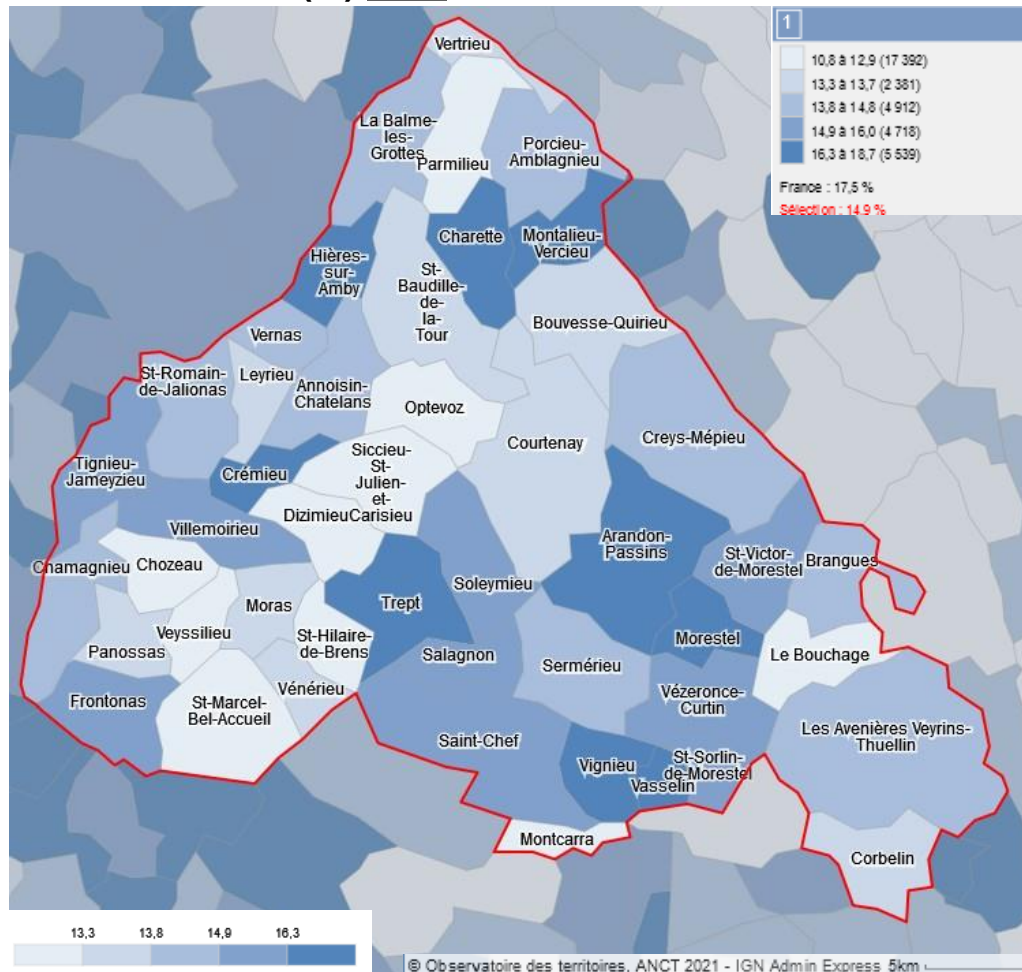 1
10,8 à 12,9 (17 392)
13,3 à 13,7 (2 381)
13,8 à 14,8 (4 912)
14,9 à 16,0 (4 718)
16,3 à 18,7 (5 539)
France : 17,5 %
Sélection : 14,9 %
Vertrieu
La Balme-
les-
Grottes
Parmilieu
Porcieu-
Amblagnieu
Charette
Montalieu-
Vercieu
Hières-
sur-
Amby
St-
Baudille-
de-
la-
Tour
Bouvesse-Quirieu
Vernas
St-Romain-
de-Jalionas
Leyrieu
Annoisin-
Chatelans
Optevoz
Courtenay
Creys-Mépieu
Tignieu-
Jameyzieu
Crémieu
Siccieu-
St-
Julien-
et-
Carisieu
Dizimieu
Villemoirieu
Arandon-
Passins
St-Victor-
de-Morestel
Brangues
Chamagnieu
Chozeau
Soleymieu
Trept
Moras
Veyssilieu
St-Hilaire-
de-Brens
Panossas
Morestel
Le Bouchage
Salagnon
Sermérieu
Vénérieu
Frontonas
St-Marcel-
Bel-Accueil
Vézeronce-
Curtin
Les Avenières Veyrins-
Thuellin
Saint-Chef
Vignieu
Vasselin
St-Sorlin-
de-Morestel
Montcarra
Corbelin
13,3 13,8 14,9 16,3
© Observatoire des territoires, ANCT 2021 - IGN Admin Express 5km